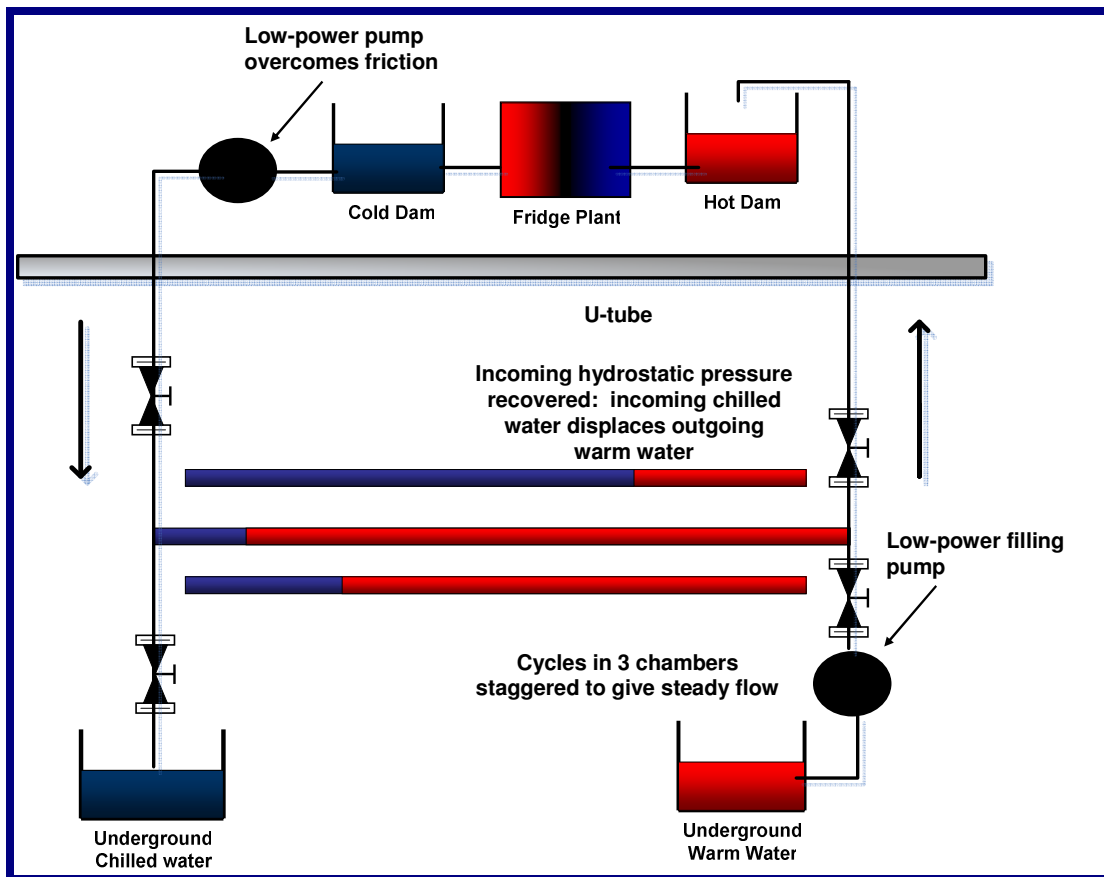 Low-power pump
overcomes friction
Cold Dam
Fridge Plant
Hot Dam
U-tube
Incoming hydrostatic pressure
recovered: incoming chilled
water displaces outgoing
warm water
Low-power filling
pump
Cycles in 3 chambers
staggered to give steady flow
Underground
Chilled water
Underground
Warm Water